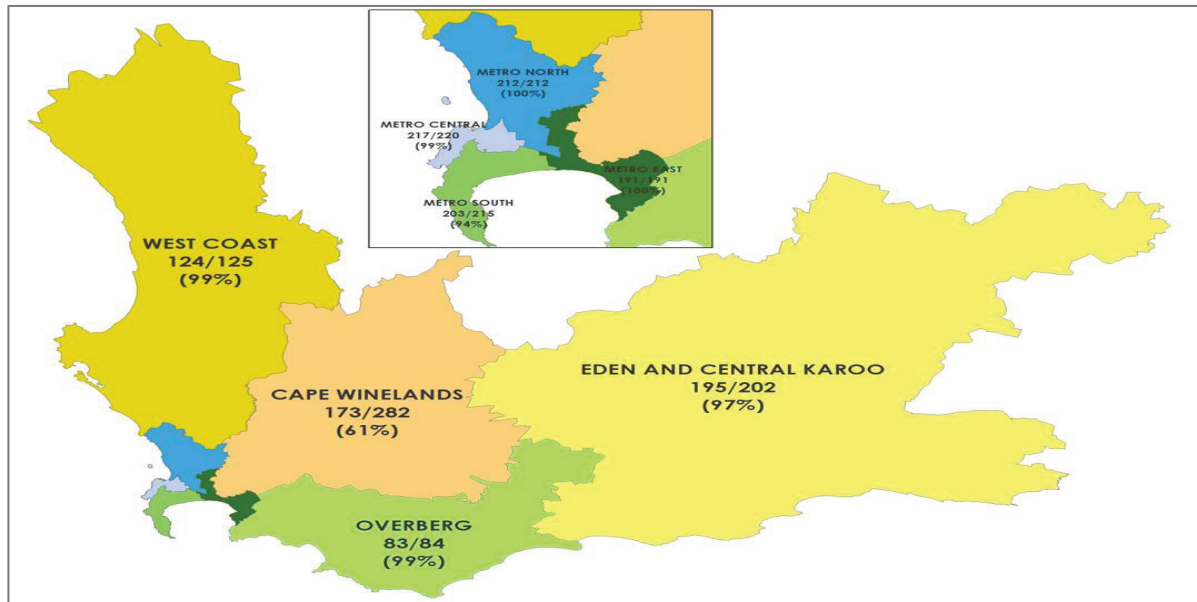 METRO NORTH
212/212
(100%)
METRO CENTRAL
217/220
(99%)
METRO EAST
191/191
(100%)
METRO SOUTH
203/215
(94%)
WEST COAST
124/125
(99%)
EDEN AND CENTRAL KAROO
195/202
(97%)
CAPE WINELANDS
173/282
(61%)
OVERBERG
83/84
(99%)